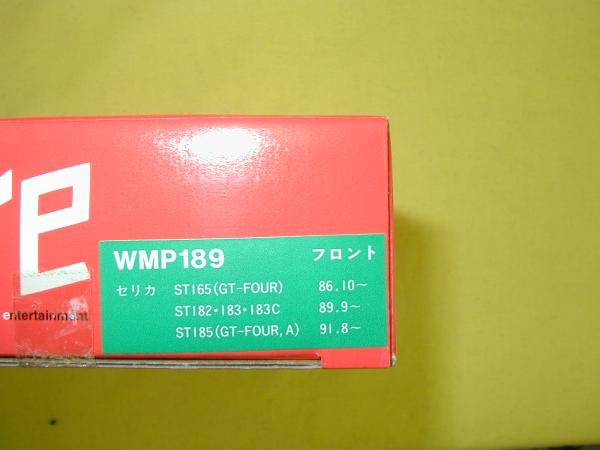 re
entertainment
WMP189 フロント
セリカ ST165(GT-FOUR) 86.10~
ST182・183・183C 89.9~
ST185(GT-FOUR, A) 91.8~